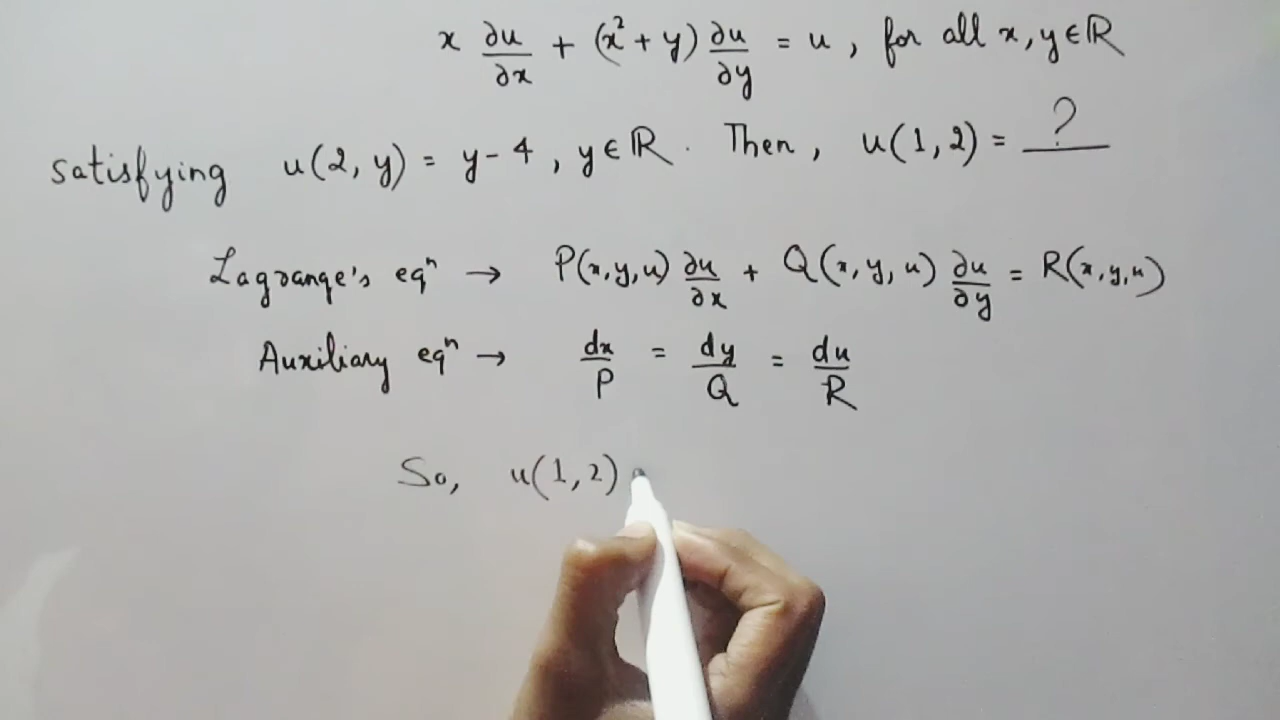 x ∂u/∂x + (x² + y) ∂u/∂y = u , for all x, y ∈ ℝ
satisfying u(2, y) = y - 4 , y ∈ ℝ . Then , u(1, 2) = ?
Lagrange's eqⁿ → P(x, y, u) ∂u/∂x + Q(x, y, u) ∂u/∂y = R(x, y, u)
Auxiliary eqⁿ → dx/P = dy/Q = du/R
So, u(1, 2)